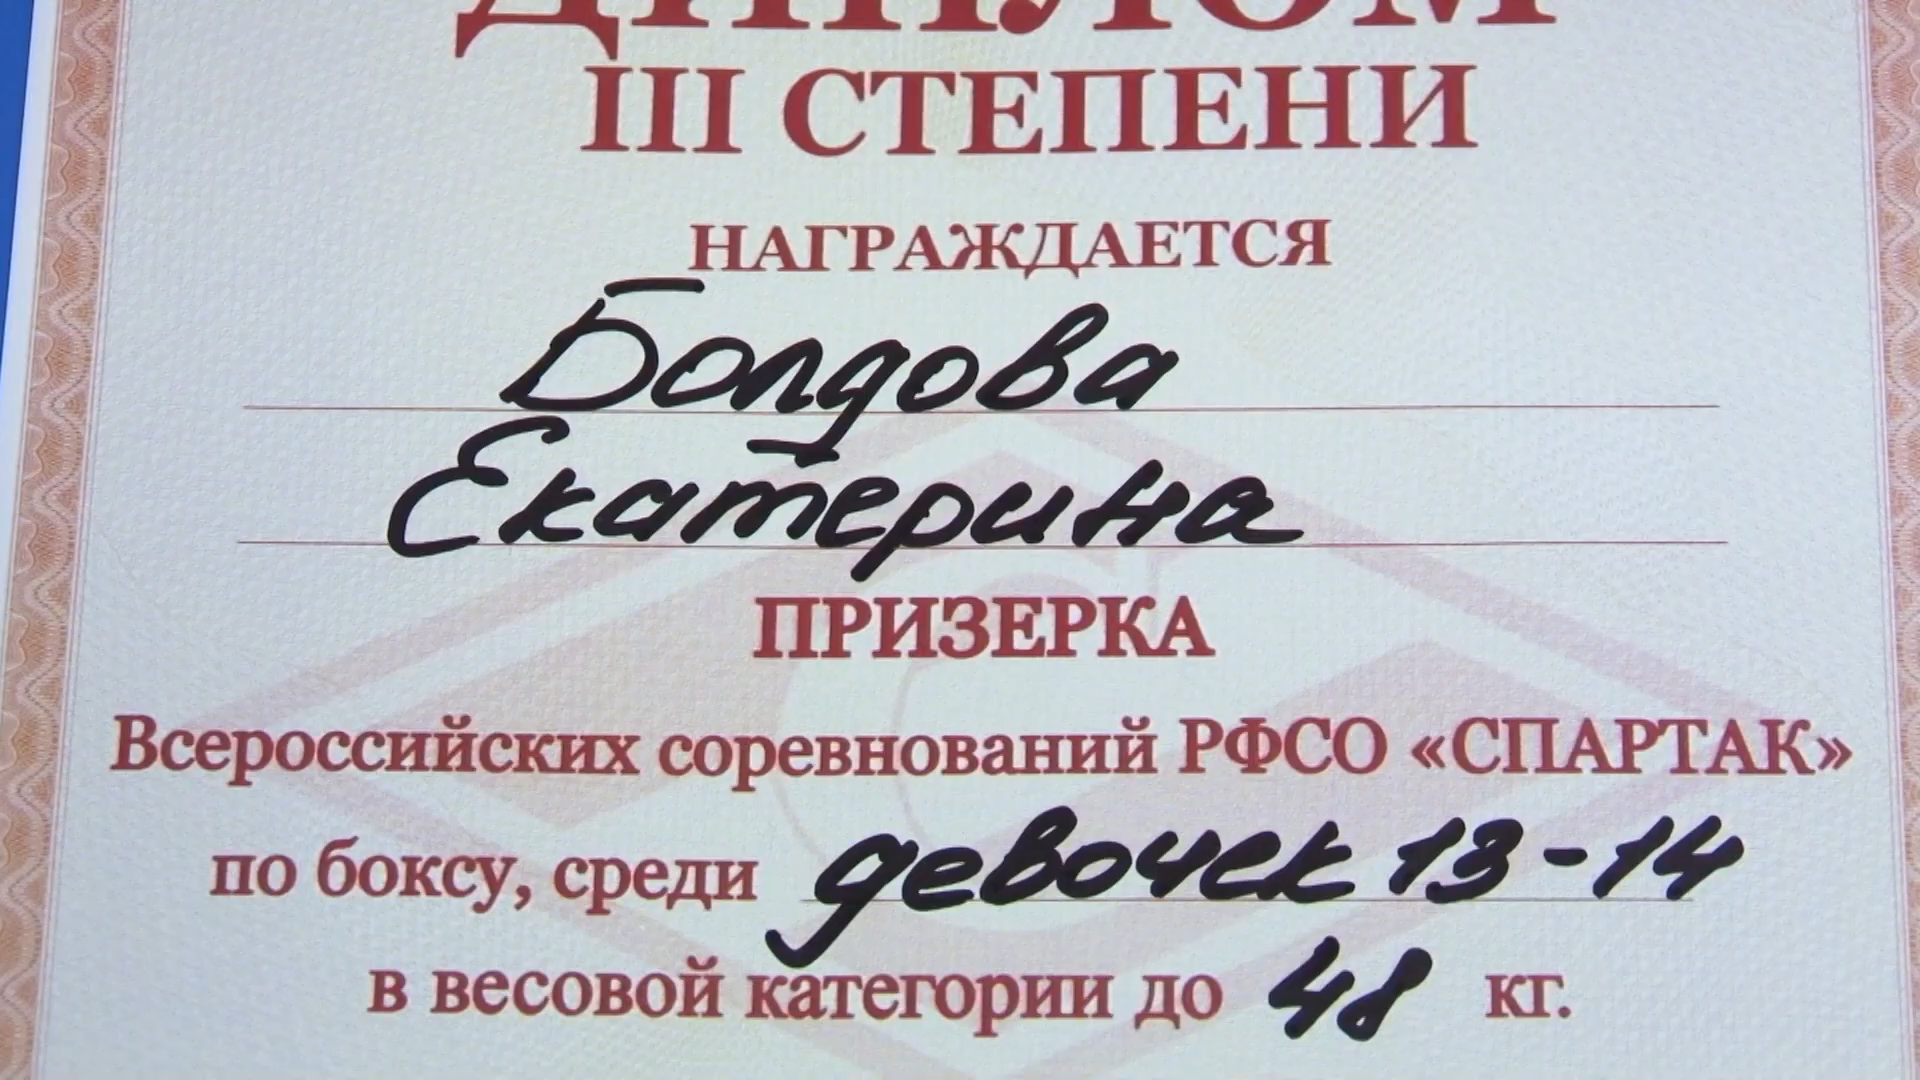 ДИПЛОМ
III СТЕПЕНИ
НАГРАЖДАЕТСЯ
Болдова
Екатерина
ПРИЗЕРКА
Всероссийских соревнований РФСО «СПАРТАК»
по боксу, среди девочек 13-14
в весовой категории до 48 кг.